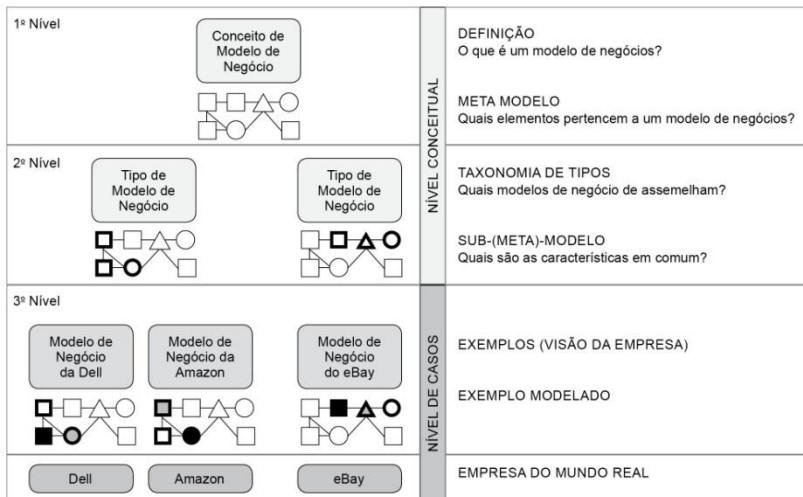 1º Nível
Conceito de
Modelo de
Negócio
DEFINIÇÃO
O que é um modelo de negócios?
META MODELO
Quais elementos pertencem a um modelo de negócios?
NÍVEL CONCEITUAL
2º Nível
Tipo de
Modelo de
Negócio
Tipo de
Modelo de
Negócio
TAXONOMIA DE TIPOS
Quais modelos de negócio de assemelham?
SUB-(META)-MODELO
Quais são as características em comum?
3º Nível
Modelo de
Negócio
da Dell
Modelo de
Negócio da
Amazon
Modelo de
Negócio
do eBay
NÍVEL DE CASOS
EXEMPLOS (VISÃO DA EMPRESA)
EXEMPLO MODELADO
Dell
Amazon
eBay
EMPRESA DO MUNDO REAL